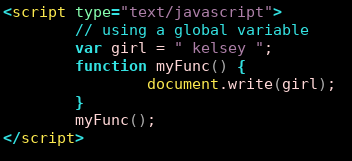 <script type="text/javascript">
        // using a global variable
        var girl = " kelsey ";
        function myFunc() {
                document.write(girl);
        }
        myFunc();
</script>